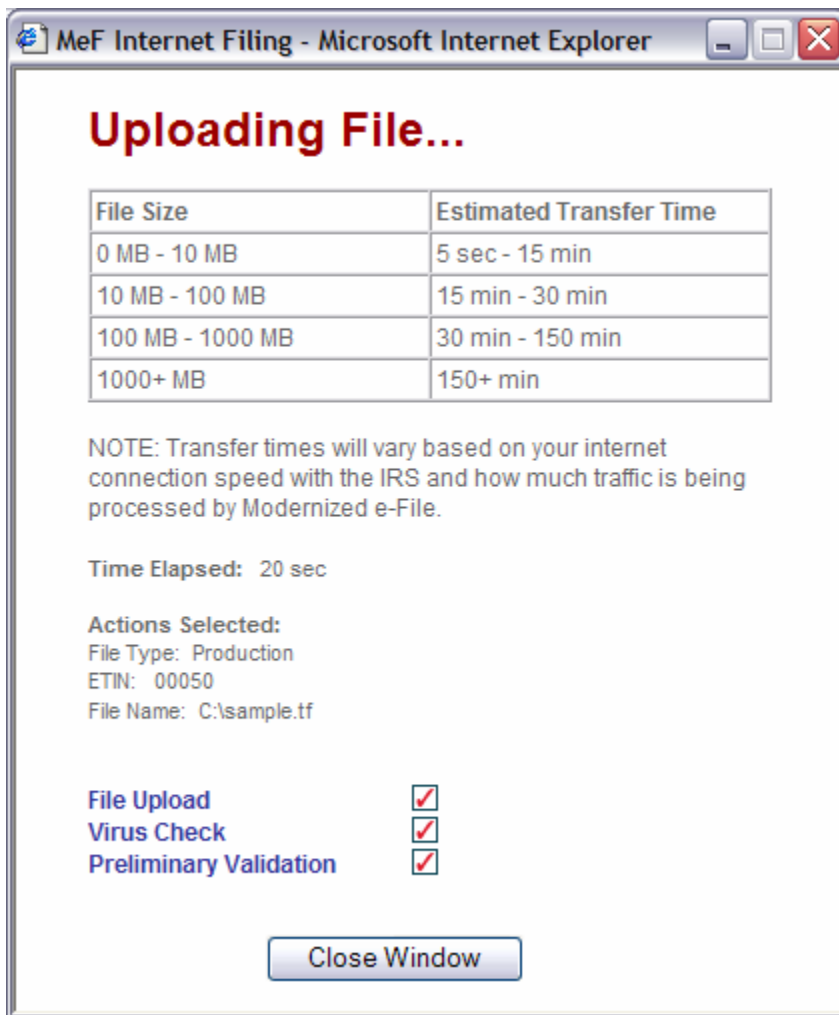 MeF Internet Filing - Microsoft Internet Explorer
Uploading File...
File Size Estimated Transfer Time
0 MB - 10 MB 5 sec - 15 min
10 MB - 100 MB 15 min - 30 min
100 MB - 1000 MB 30 min - 150 min
1000+ MB 150+ min
NOTE: Transfer times will vary based on your internet
connection speed with the IRS and how much traffic is being
processed by Modernized e-File.
Time Elapsed: 20 sec
Actions Selected:
File Type: Production
ETIN: 00050
File Name: C:\sample.tf
File Upload
Virus Check
Preliminary Validation
Close Window